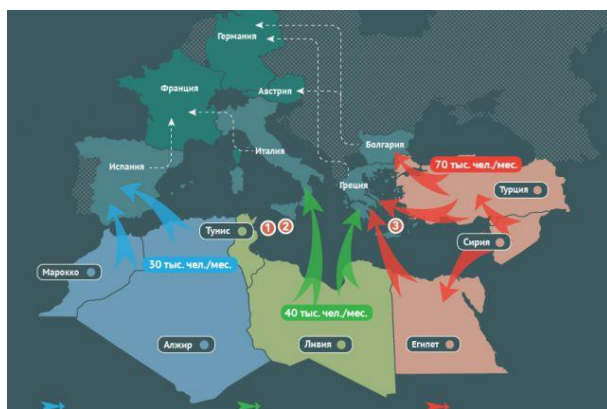 Германия
Франция
Австрия
Болгария
Италия
Испания
70 тыс. чел./мес.
Греция
Турция
Тунис
1
2
3
Сирия
Марокко
30 тыс. чел./мес.
40 тыс. чел./мес.
Алжир
Ливия
Египет